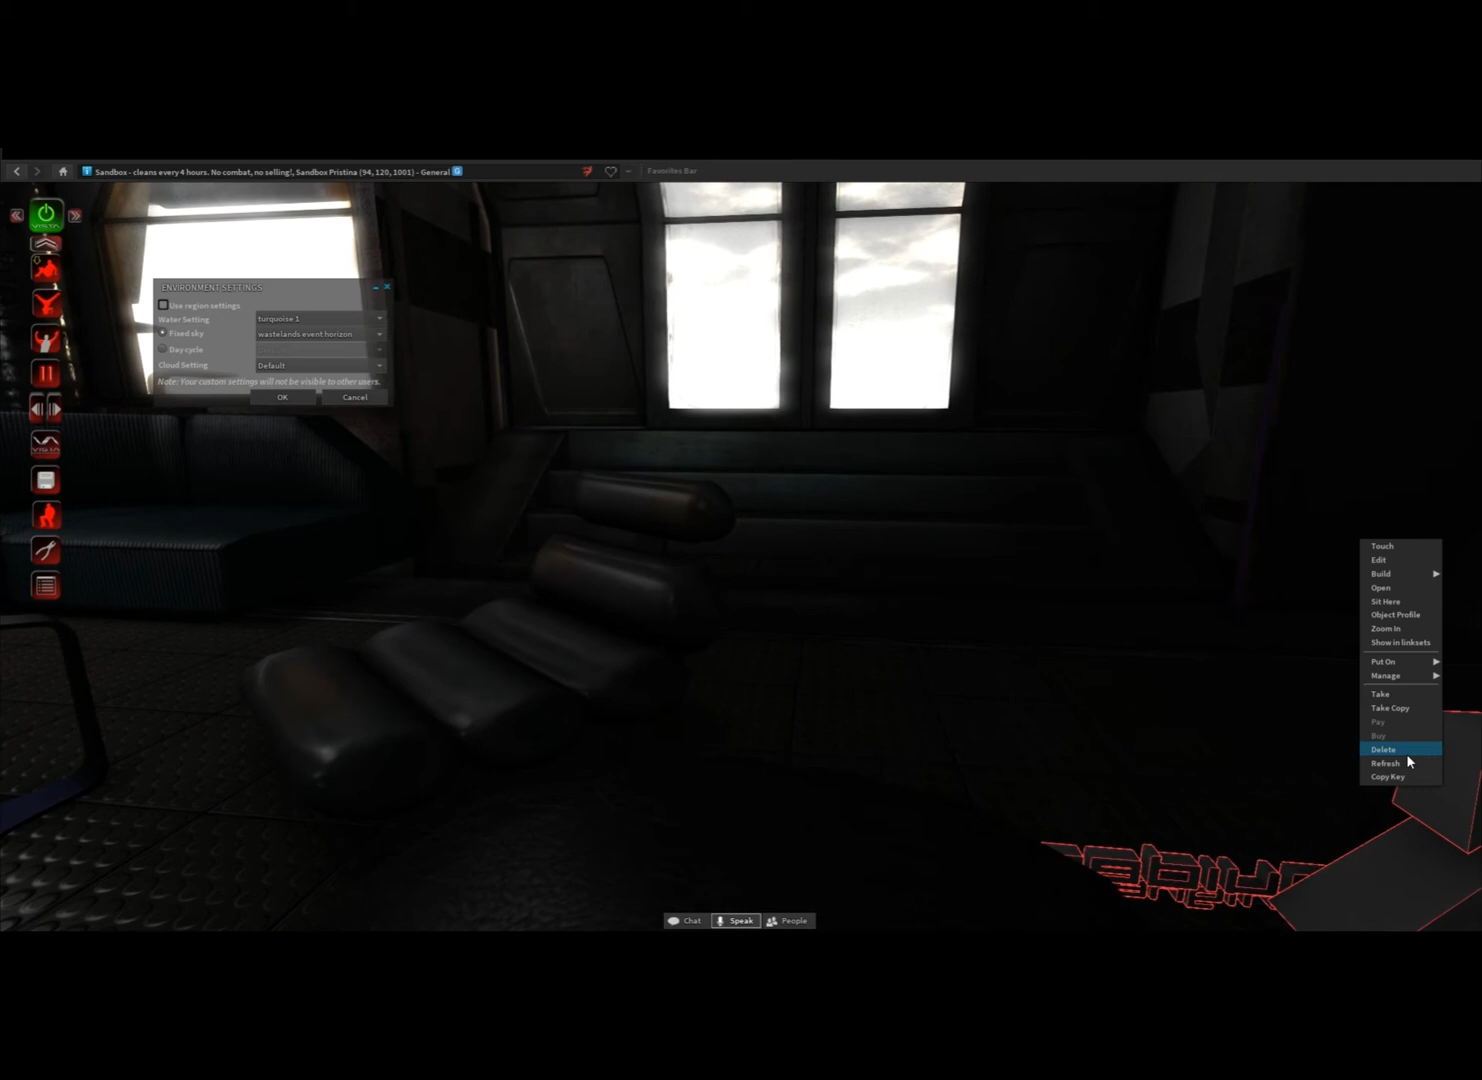 Sandbox - cleans every 4 hours. No combat, no selling!, Sandbox Pristina (94, 120, 1001) - General G
Favorites Bar
VISTA
ENVIRONMENT SETTINGS
Use region settings
Water Setting turquoise 1
Fixed sky wastelands event horizon
Day cycle
Cloud Setting Default
Note: Your custom settings will not be visible to other users.
OK Cancel
Touch
Edit
Build
Open
Sit Here
Object Profile
Zoom In
Show in linksets
Put On
Manage
Take
Take Copy
Pay
Buy
Delete
Refresh
Copy Key
Chat Speak People